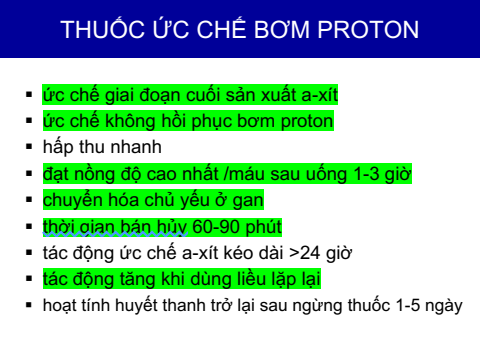 THUỐC ỨC CHẾ BƠM PROTON
▪ ức chế giai đoạn cuối sản xuất a-xít
▪ ức chế không hồi phục bơm proton
▪ hấp thu nhanh
▪ đạt nồng độ cao nhất /máu sau uống 1-3 giờ
▪ chuyển hóa chủ yếu ở gan
▪ thời gian bán hủy 60-90 phút
▪ tác động ức chế a-xít kéo dài >24 giờ
▪ tác động tăng khi dùng liều lặp lại
▪ hoạt tính huyết thanh trở lại sau ngừng thuốc 1-5 ngày